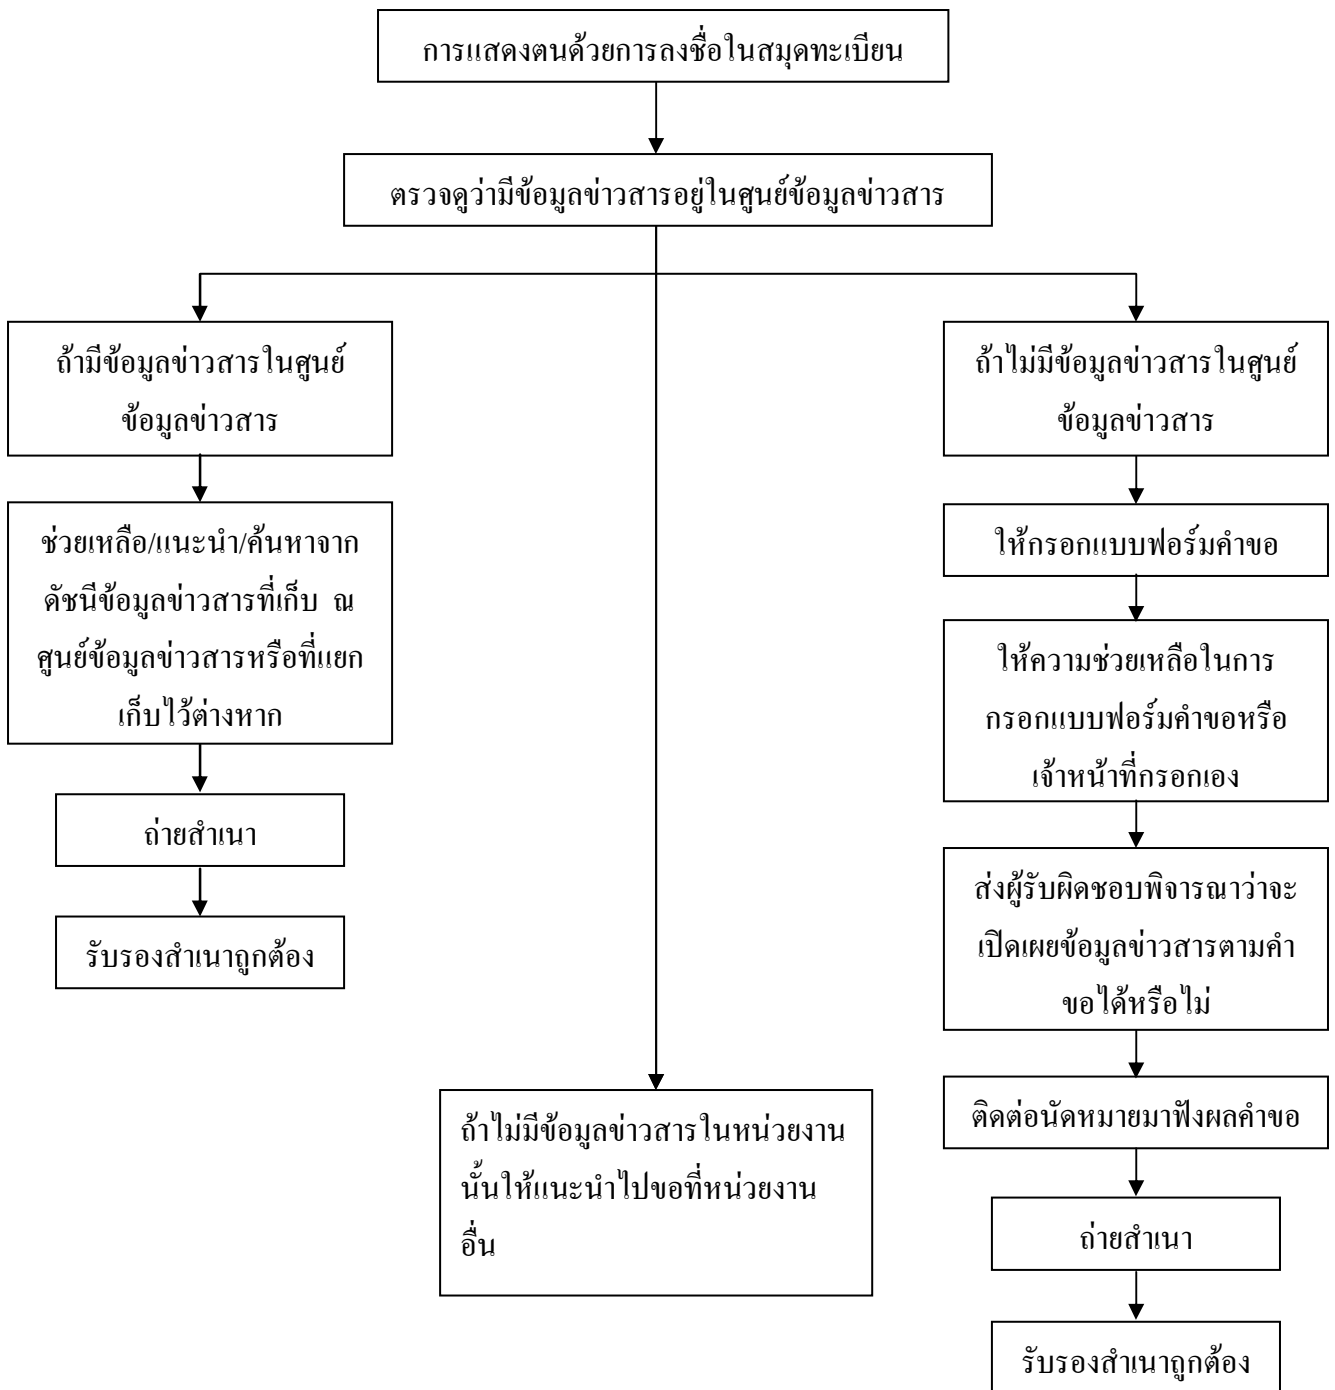 การแสดงตนด้วยการลงชื่อในสมุดทะเบียน
ตรวจดูว่ามีข้อมูลข่าวสารอยู่ในศูนย์ข้อมูลข่าวสาร
ถ้ามีข้อมูลข่าวสารในศูนย์
ข้อมูลข่าวสาร
ช่วยเหลือ/แนะนำ/ค้นหาจาก
ดัชนีข้อมูลข่าวสารที่เก็บ ณ
ศูนย์ข้อมูลข่าวสารหรือที่แยก
เก็บไว้ต่างหาก
ถ่ายสำเนา
รับรองสำเนาถูกต้อง
ถ้าไม่มีข้อมูลข่าวสารในหน่วยงาน
นั้นให้แนะนำไปขอที่หน่วยงาน
อื่น
ถ้าไม่มีข้อมูลข่าวสารในศูนย์
ข้อมูลข่าวสาร
ให้กรอกแบบฟอร์มคำขอ
ให้ความช่วยเหลือในการ
กรอกแบบฟอร์มคำขอหรือ
เจ้าหน้าที่กรอกเอง
ส่งผู้รับผิดชอบพิจารณาว่าจะ
เปิดเผยข้อมูลข่าวสารตามคำ
ขอได้หรือไม่
ติดต่อนัดหมายมาฟังผลคำขอ
ถ่ายสำเนา
รับรองสำเนาถูกต้อง